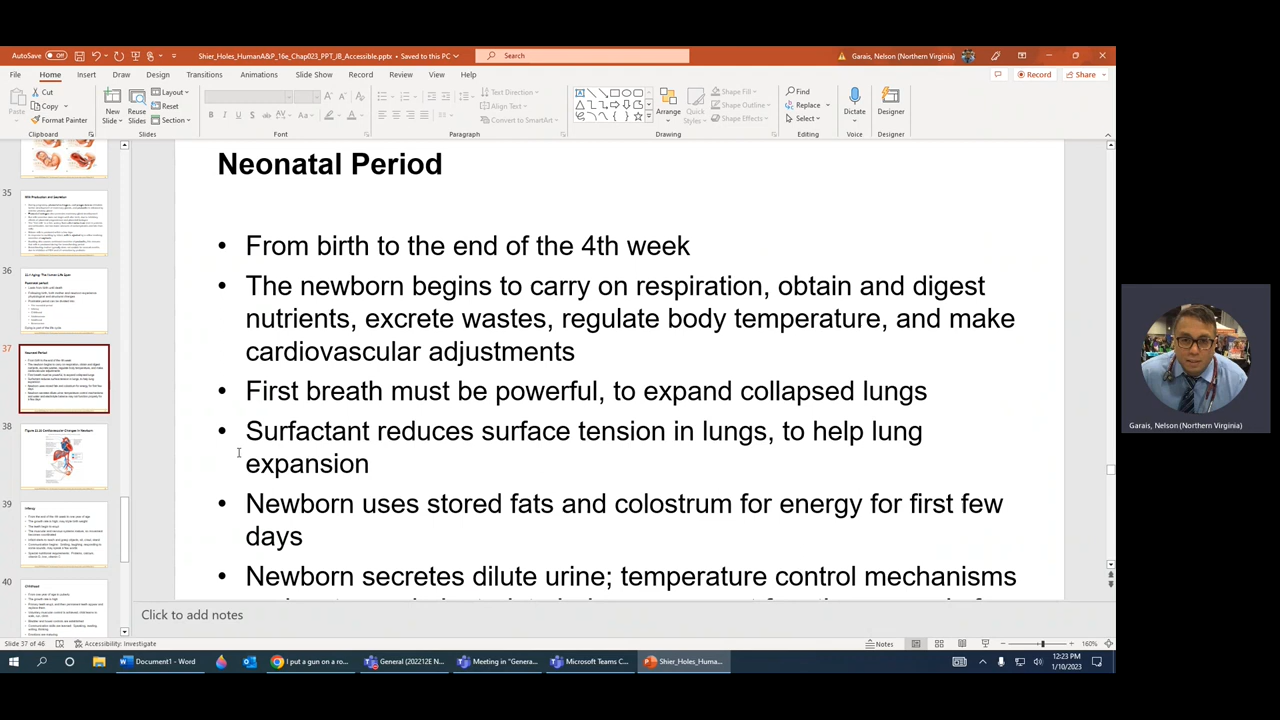 AutoSave Off
Shier_Holes_HumanA&P_16e_Chap023_PPT_JB_Accessible.pptx - Saved to this PC
Search
Garais, Nelson (Northern Virginia)
File Home Insert Draw Design Transitions Animations Slide Show Record Review View Help
Record Share
Paste
Cut
Copy
Format Painter
New Slides
Reuse Slides
Layout
Reset
Section
Text Direction
Align Text
Convert to SmartArt
Arrange
Quick Styles
Shape Fill
Shape Outline
Shape Effects
Find
Replace
Select
Dictate
Designer
Clipboard Slides Font Paragraph Drawing Editing Voice Designer
35
36
37
38
39
40
Neonatal Period
• From birth to the end of the 4th week
• The newborn begins to carry on respiration, obtain and digest
nutrients, excrete wastes, regulate body temperature, and make
cardiovascular adjustments
• First breath must be powerful, to expand collapsed lungs
• Surfactant reduces surface tension in lungs, to help lung
expansion
• Newborn uses stored fats and colostrum for energy for first few
days
• Newborn secretes dilute urine; temperature control mechanisms
Garais, Nelson (Northern Virginia)
Click to add notes
Slide 37 of 46 Accessibility: Investigate Notes 160%
Document1 - Word
I put a gun on a ro...
General (202212E N...
Meeting in "Gener...
Microsoft Teams C...
Shier_Holes_Huma...
12:23 PM
1/10/2023